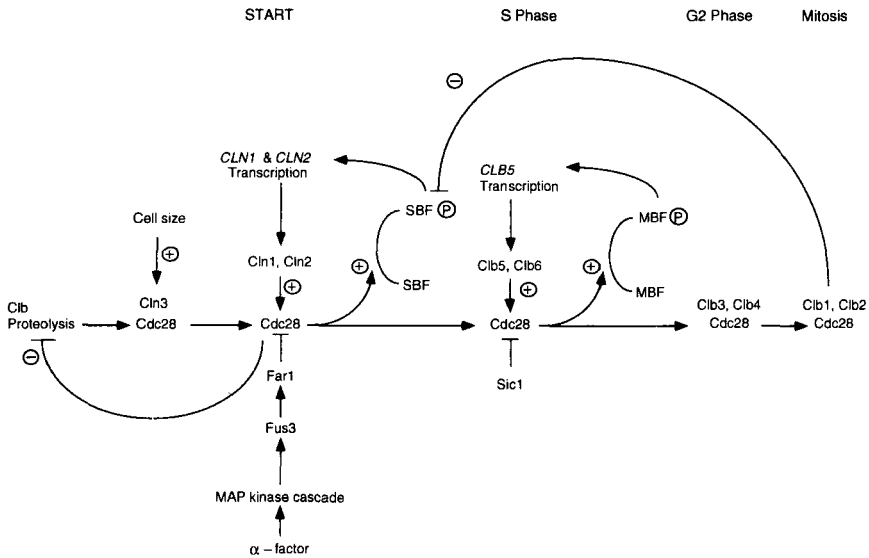 START
S Phase
G2 Phase
Mitosis
−
CLN1 & CLN2
Transcription
CLB5
Transcription
SBF P
MBF P
Cell size
+
Cln1, Cln2
+
+
SBF
Clb5, Clb6
+
+
MBF
Clb
Proteolysis
Cln3
Cdc28
Cdc28
Cdc28
Clb3, Clb4
Cdc28
Clb1, Clb2
Cdc28
−
Far1
Sic1
Fus3
MAP kinase cascade
α – factor